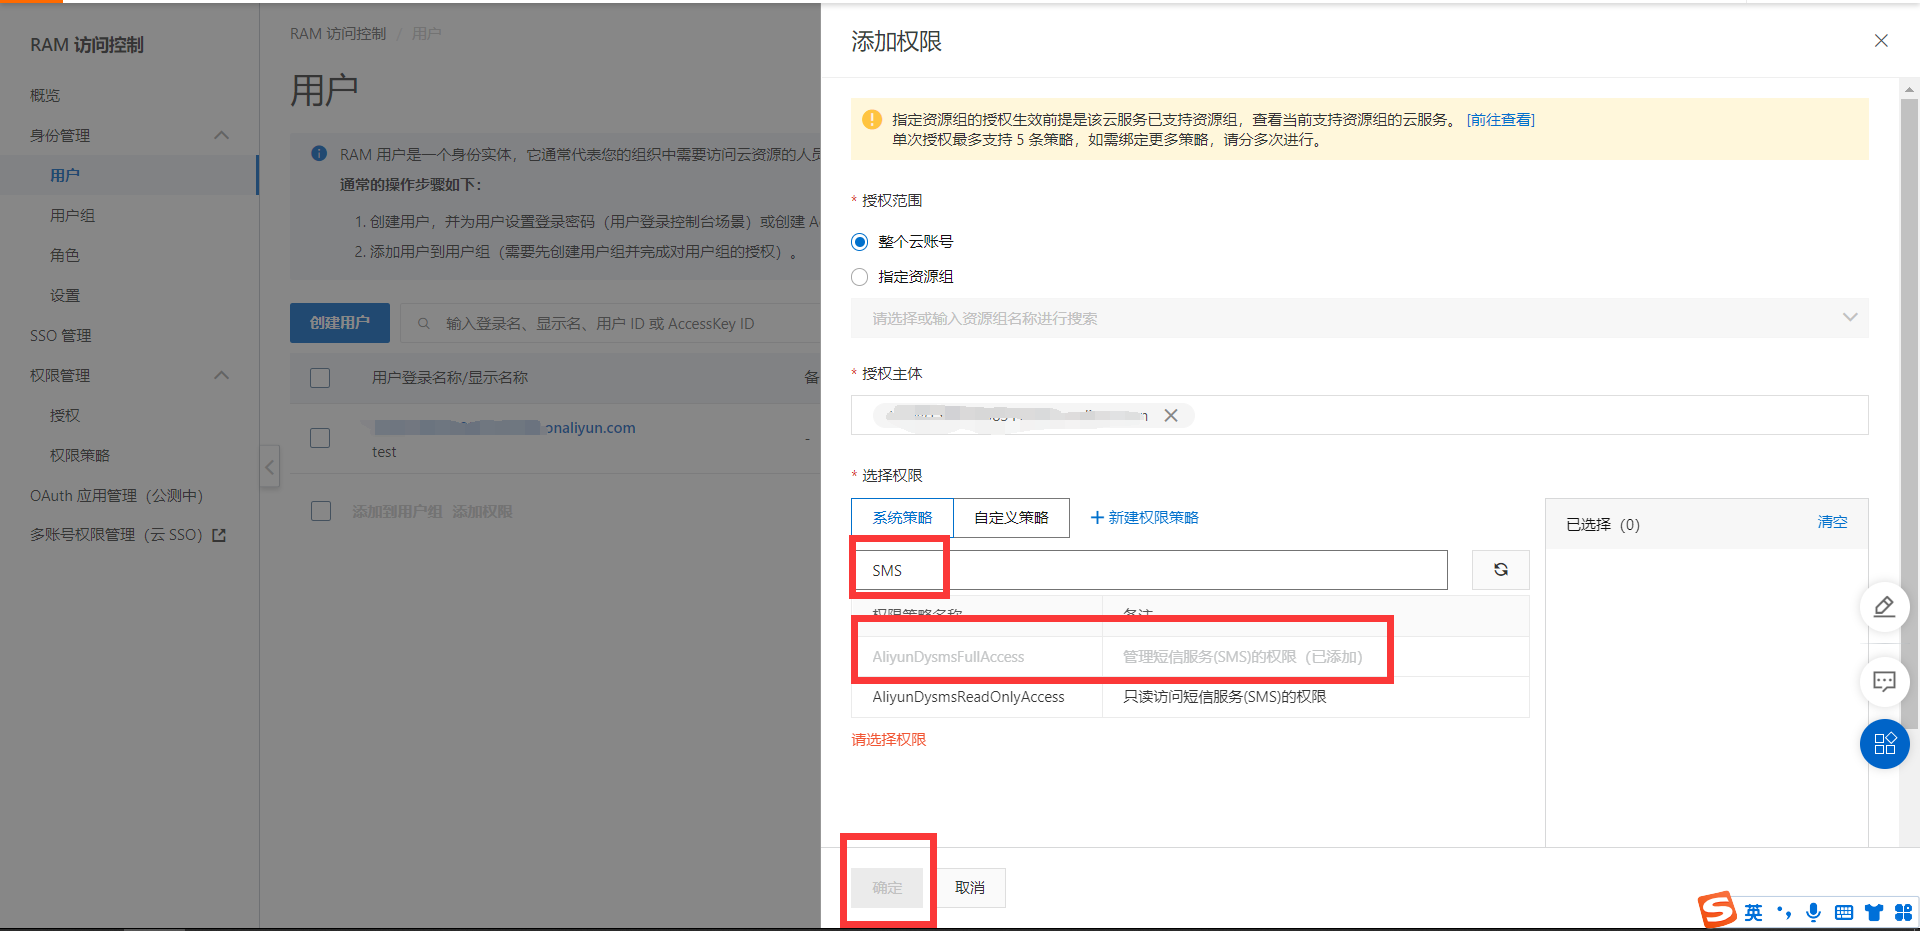 RAM 访问控制
概览
身份管理
用户
用户组
角色
设置
SSO 管理
权限管理
授权
权限策略
OAuth 应用管理（公测中）
多账号权限管理（云 SSO）
RAM 访问控制 / 用户
用户
RAM 用户是一个身份实体，它通常代表您的组织中需要访问云资源的人员
通常的操作步骤如下：
1. 创建用户，并为用户设置登录密码（用户登录控制台场景）或创建 A
2. 添加用户到用户组（需要先创建用户组并完成对用户组的授权）。
创建用户
输入登录名、显示名、用户 ID 或 AccessKey ID
用户登录名称/显示名称
备
onaliyun.com
test
-
添加到用户组 添加权限
添加权限
指定资源组的授权生效前提是该云服务已支持资源组，查看当前支持资源组的云服务。 [前往查看]
单次授权最多支持 5 条策略，如需绑定更多策略，请分多次进行。
* 授权范围
整个云账号
指定资源组
请选择或输入资源组名称进行搜索
* 授权主体
* 选择权限
系统策略
自定义策略
新建权限策略
SMS
权限策略名称
备注
AliyunDysmsFullAccess
管理短信服务(SMS)的权限（已添加）
AliyunDysmsReadOnlyAccess
只读访问短信服务(SMS)的权限
请选择权限
已选择（0）
清空
确定
取消
S
英